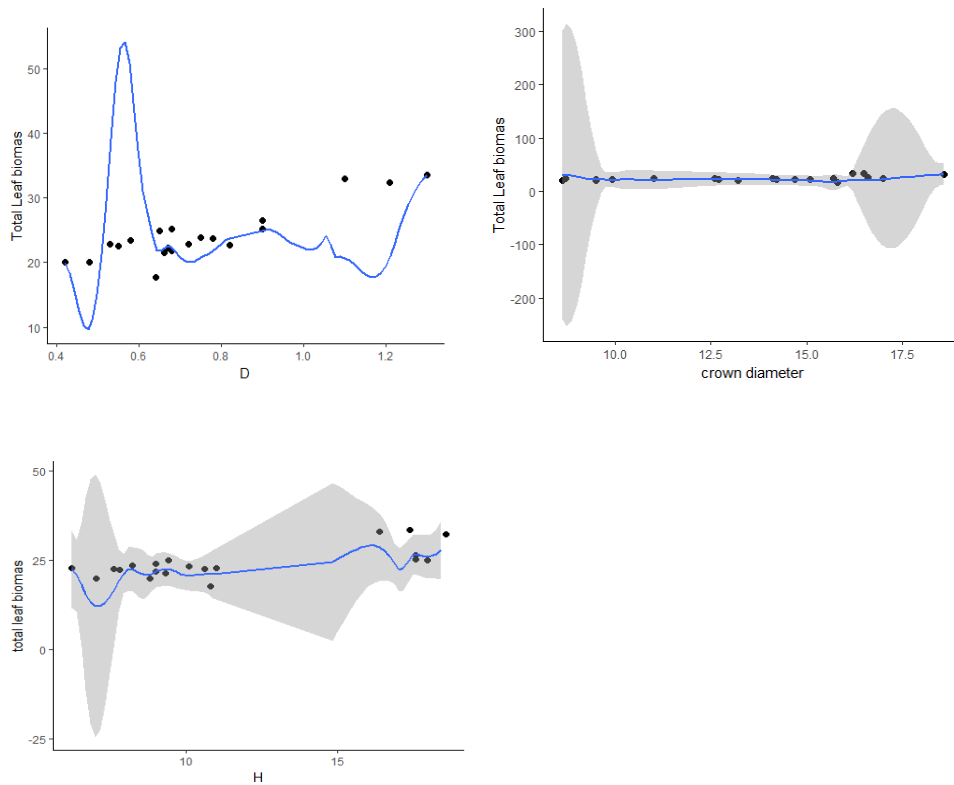 50
40
30
20
10
Total Leaf biomas
0.4 0.6 0.8 1.0 1.2
D
300
200
100
0
-100
-200
Total Leaf biomas
10.0 12.5 15.0 17.5
crown diameter
50
25
0
-25
total leaf biomas
10 15
H